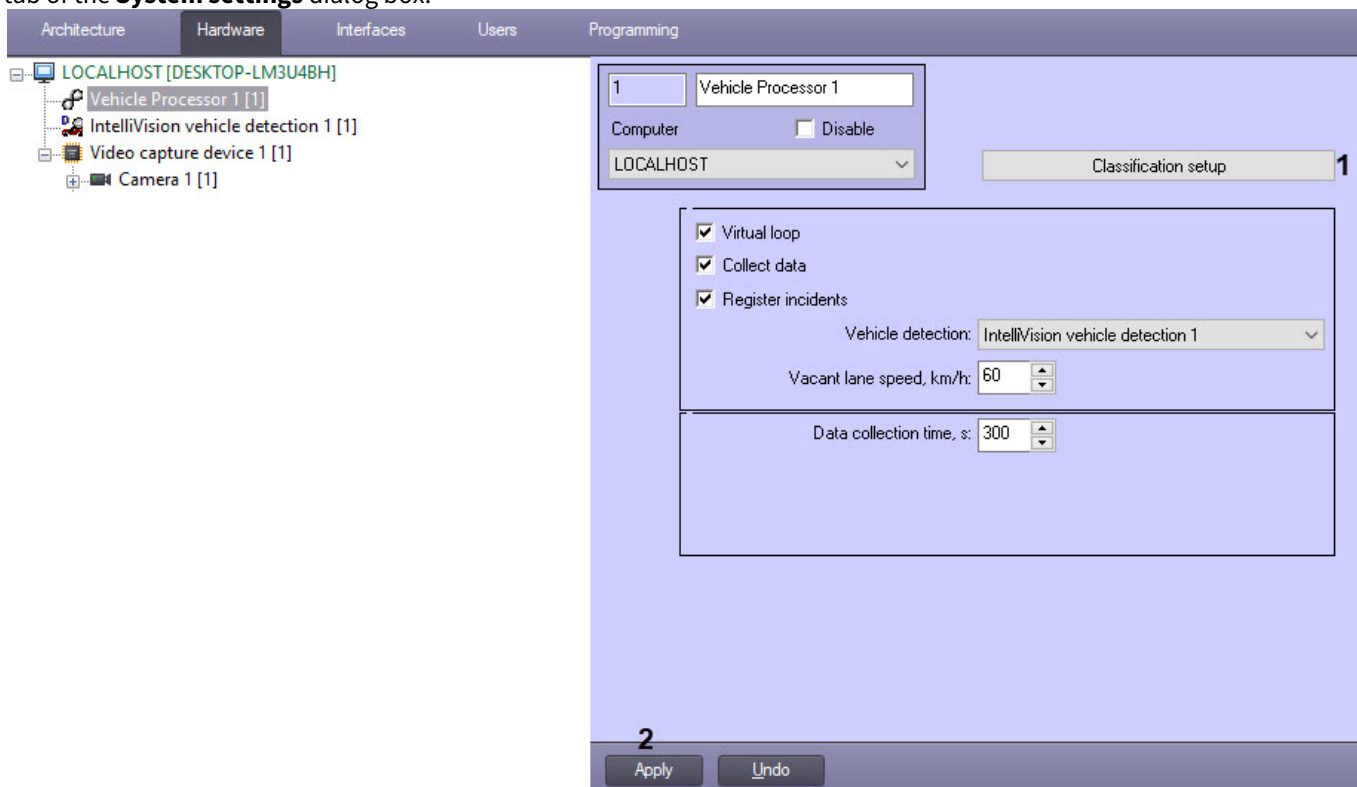 tab of the System settings dialog box.
Architecture Hardware Interfaces Users Programming
LOCALHOST [DESKTOP-LM3U4BH]
Vehicle Processor 1 [1]
IntelliVision vehicle detection 1 [1]
Video capture device 1 [1]
Camera 1 [1]
1 Vehicle Processor 1
Computer Disable
LOCALHOST
Classification setup 1
Virtual loop
Collect data
Register incidents
Vehicle detection: IntelliVision vehicle detection 1
Vacant lane speed, km/h: 60
Data collection time, s: 300
2
Apply Undo